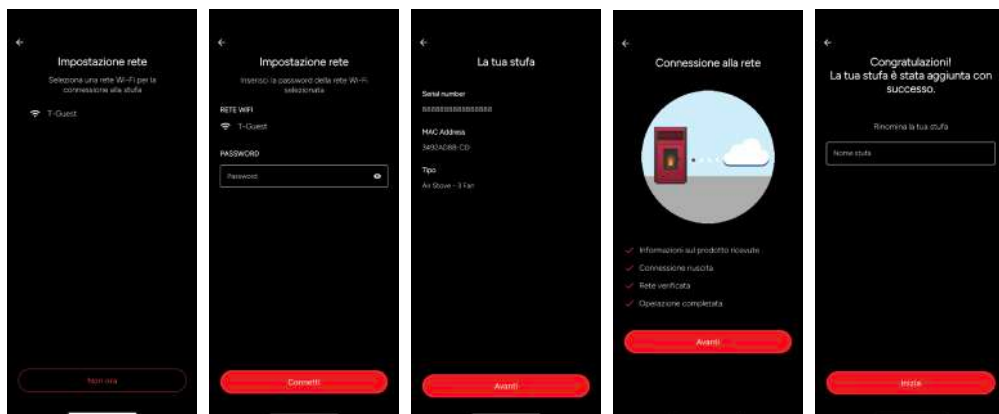 Impostazione rete
Seleziona una rete Wi-Fi per la
connessione alla stufa
T-Guest
Non ora
Impostazione rete
Inserisci la password della rete Wi-Fi
selezionata
RETE WIFI
T-Guest
PASSWORD
Password
Connetti
La tua stufa
Serial number
MAC Address
Tipo
Air Stove - 3 Fan
Avanti
Connessione alla rete
Informazioni sul prodotto ricevute
Connessione riuscita
Rete verificata
Operazione completata
Avanti
Congratulazioni!
La tua stufa è stata aggiunta con
successo.
Rinomina la tua stufa
Nome stufa
Inizia